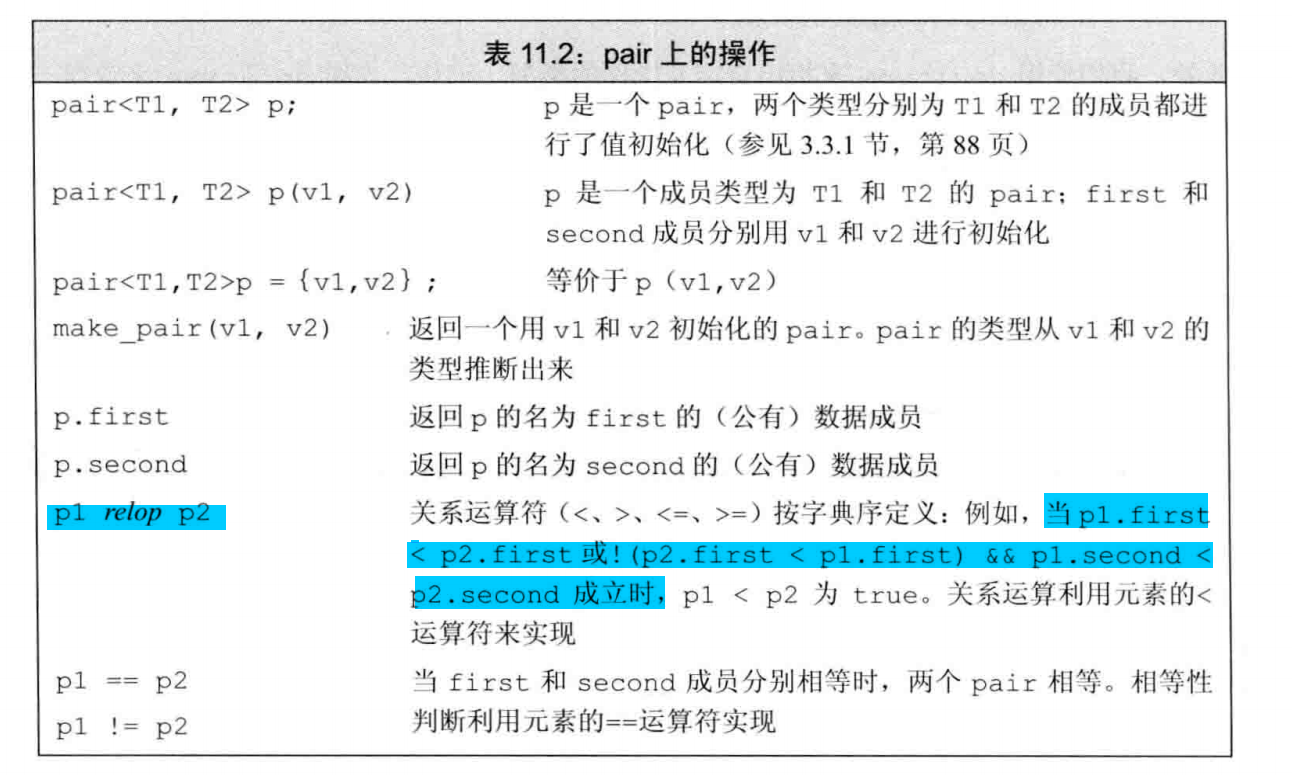 表 11.2：pair 上的操作
pair<T1, T2> p; p 是一个 pair，两个类型分别为 T1 和 T2 的成员都进
行了值初始化（参见 3.3.1 节，第 88 页）
pair<T1, T2> p(v1, v2) p 是一个成员类型为 T1 和 T2 的 pair；first 和
second 成员分别用 v1 和 v2 进行初始化
pair<T1,T2>p = {v1,v2} ; 等价于 p（v1,v2）
make_pair(v1, v2) 返回一个用 v1 和 v2 初始化的 pair。pair 的类型从 v1 和 v2 的
类型推断出来
p.first 返回 p 的名为 first 的（公有）数据成员
p.second 返回 p 的名为 second 的（公有）数据成员
p1 relop p2 关系运算符（<、>、<=、>=）按字典序定义：例如，当 p1.first
< p2.first 或!(p2.first < p1.first) && p1.second <
p2.second 成立时，p1 < p2 为 true。关系运算利用元素的<
运算符来实现
p1 == p2 当 first 和 second 成员分别相等时，两个 pair 相等。相等性
p1 != p2 判断利用元素的==运算符实现